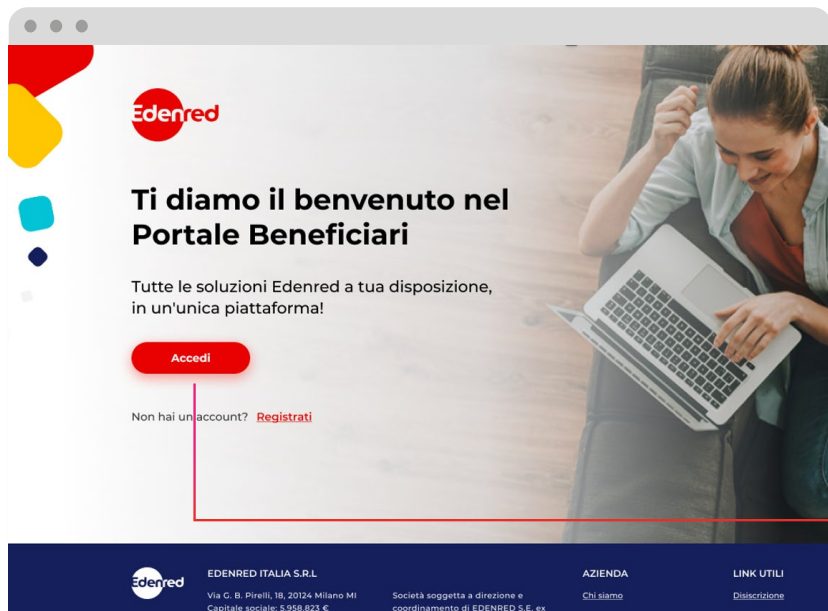 Edenred
Ti diamo il benvenuto nel
Portale Beneficiari
Tutte le soluzioni Edenred a tua disposizione,
in un'unica piattaforma!
Accedi
Non hai un account? Registrati
Edenred
EDENRED ITALIA S.R.L
Via G. B. Pirelli, 18, 20124 Milano MI
Capitale sociale: 5.958.823 €
Società soggetta a direzione e
coordinamento di EDENRED S.E. ex
AZIENDA
Chi siamo
LINK UTILI
Disiscrizione